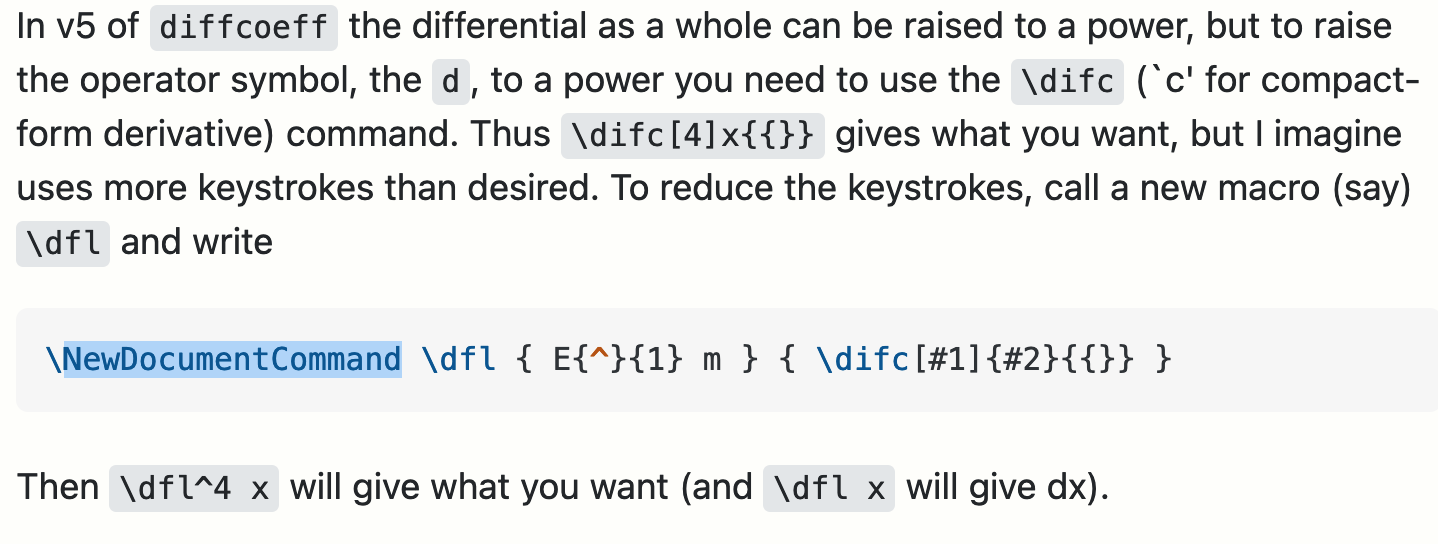 In v5 of diffcoeff the differential as a whole can be raised to a power, but to raise
the operator symbol, the d, to a power you need to use the \difc (`c' for compact-
form derivative) command. Thus \difc[4]x{{}} gives what you want, but I imagine
uses more keystrokes than desired. To reduce the keystrokes, call a new macro (say)
\dfl and write
\NewDocumentCommand \dfl { E{^}{1} m } { \difc[#1]{#2}{{}} }
Then \dfl^4 x will give what you want (and \dfl x will give dx).